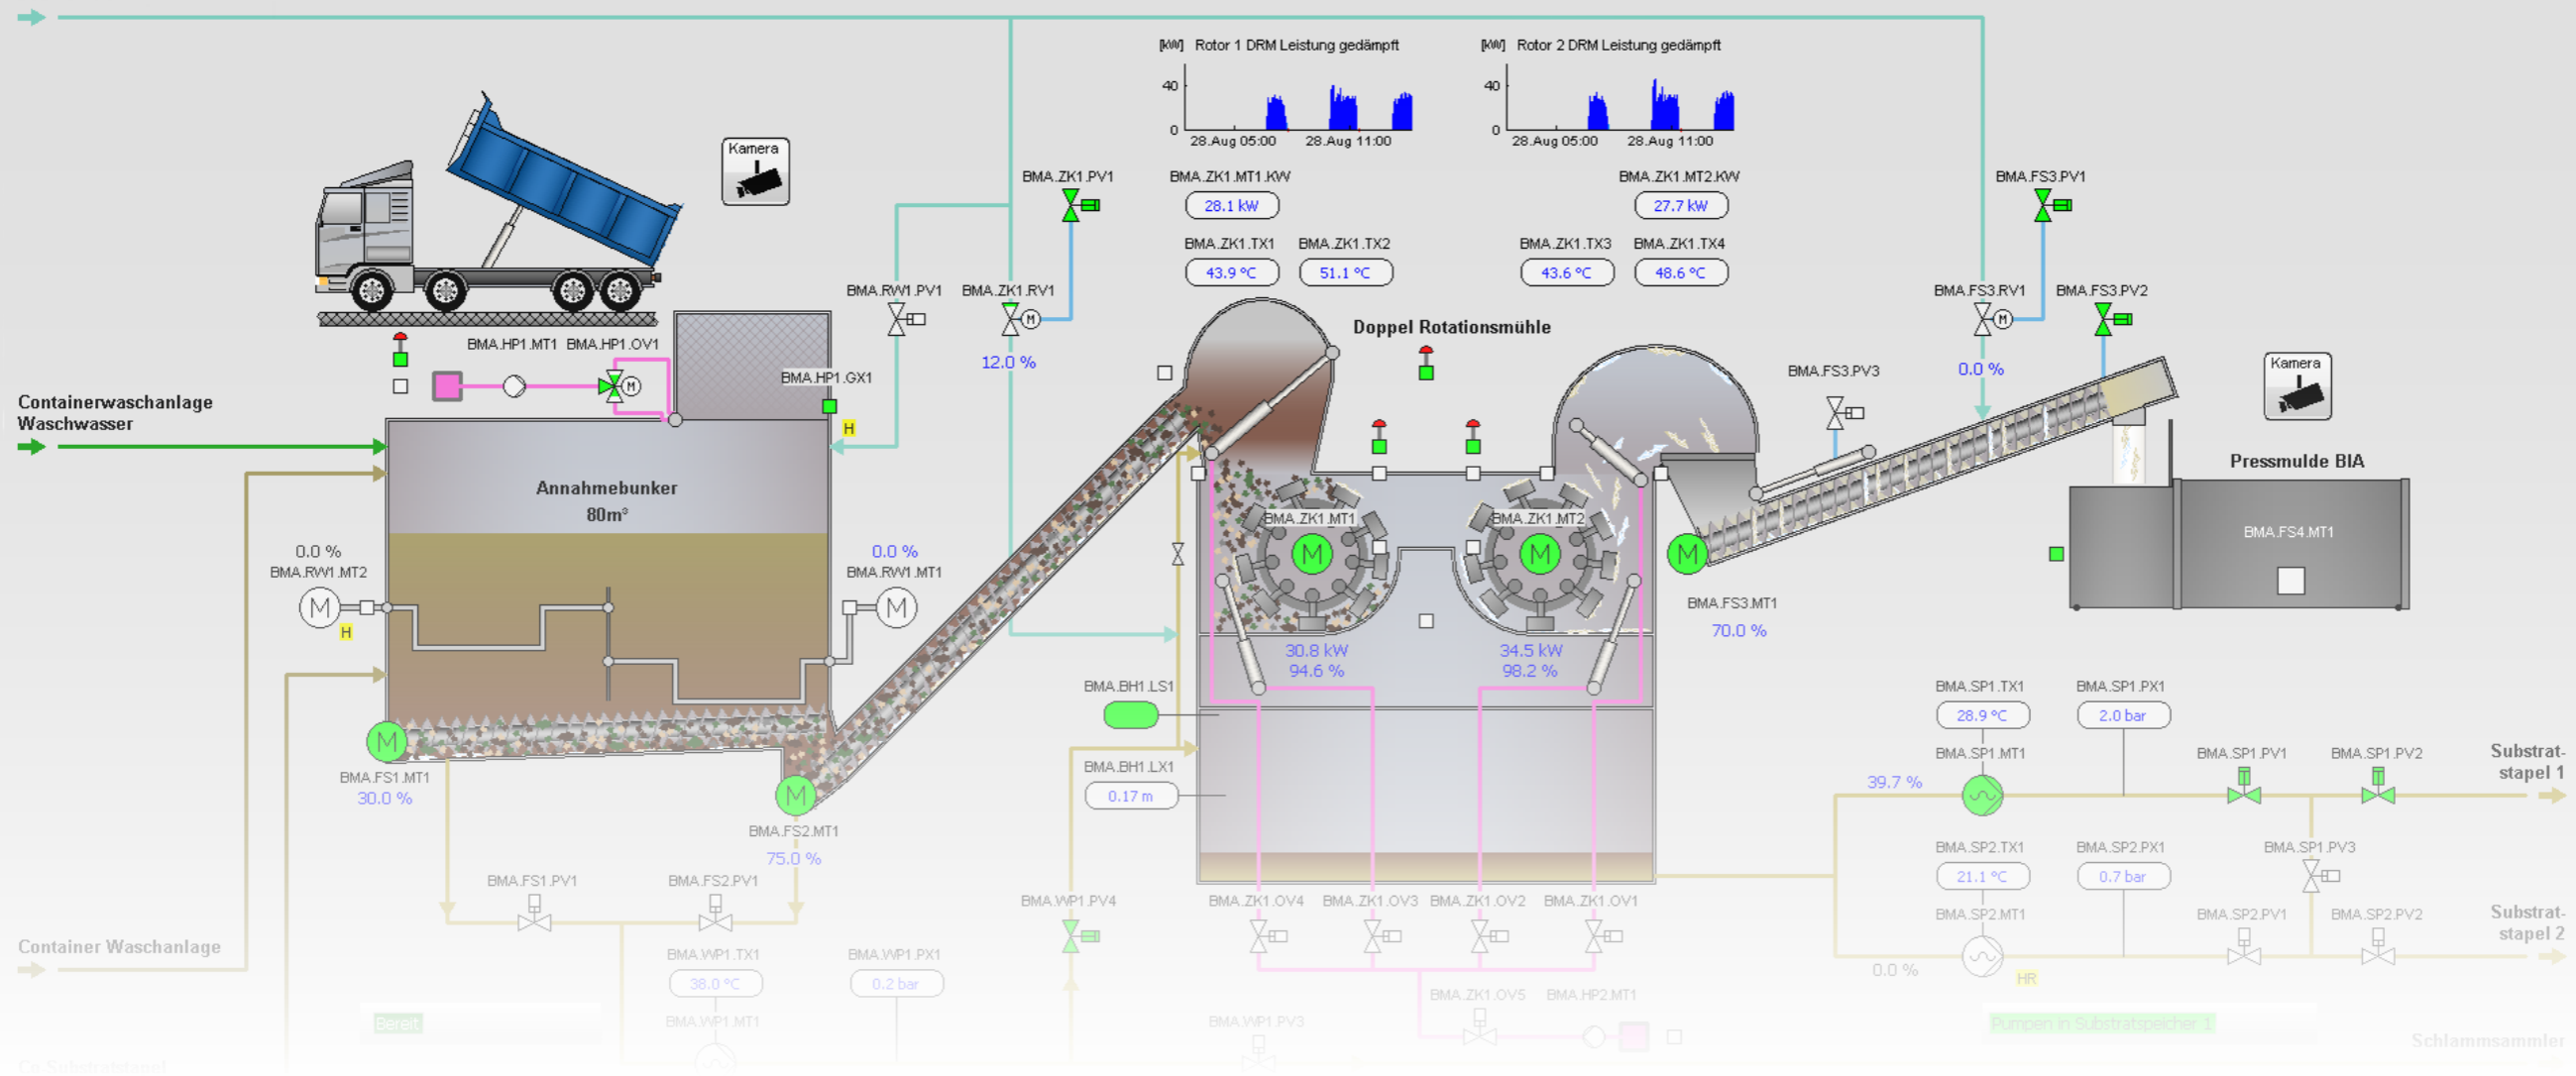 [kW] Rotor 1 DRM Leistung gedämpft
40
0
28.Aug 05:00 28.Aug 11:00
[kW] Rotor 2 DRM Leistung gedämpft
40
0
28.Aug 05:00 28.Aug 11:00
Kamera
BMA.ZK1.PV1
BMA.ZK1.MT1.KW
28.1 kW
BMA.ZK1.MT2.KW
27.7 kW
BMA.FS3.PV1
BMA.ZK1.TX1
43.9 °C
BMA.ZK1.TX2
51.1 °C
BMA.ZK1.TX3
43.6 °C
BMA.ZK1.TX4
48.6 °C
BMA.RW1.PV1
BMA.ZK1.RV1
M
12.0 %
BMA.FS3.RV1
M
0.0 %
BMA.FS3.PV2
Doppel Rotationsmühle
BMA.HP1.MT1
BMA.HP1.OV1
M
BMA.HP1.GX1
H
BMA.FS3.PV3
Kamera
Containerwaschanlage
Waschwasser
Pressmulde BIA
Annahmebunker
80m³
BMA.ZK1.MT1
M
BMA.ZK1.MT2
M
M
BMA.FS4.MT1
0.0 %
BMA.RW1.MT2
M
H
0.0 %
BMA.RW1.MT1
M
BMA.FS3.MT1
70.0 %
30.8 kW
94.6 %
34.5 kW
98.2 %
BMA.BH1.LS1
BMA.SP1.TX1
28.9 °C
BMA.SP1.MT1
BMA.SP1.PX1
2.0 bar
M
BMA.FS1.MT1
30.0 %
BMA.BH1.LX1
0.17 m
39.7 %
BMA.SP1.PV1
BMA.SP1.PV2
Substrat-
stapel 1
M
BMA.FS2.MT1
75.0 %
BMA.SP2.TX1
21.1 °C
BMA.SP2.MT1
BMA.SP2.PX1
0.7 bar
BMA.SP1.PV3
BMA.FS1.PV1
BMA.FS2.PV1
BMA.WP1.PV4
BMA.ZK1.OV4
BMA.ZK1.OV3
BMA.ZK1.OV2
BMA.ZK1.OV1
BMA.SP2.PV1
BMA.SP2.PV2
Substrat-
stapel 2
Container Waschanlage
BMA.WP1.TX1
38.0 °C
BMA.WP1.MT1
BMA.WP1.PX1
0.2 bar
0.0 %
HR
BMA.ZK1.OV5
BMA.HP2.MT1
Bereit
BMA.WP1.PV3
Pumpen in Substratspeicher 1
Schlammsammler
Co-Substratstapel